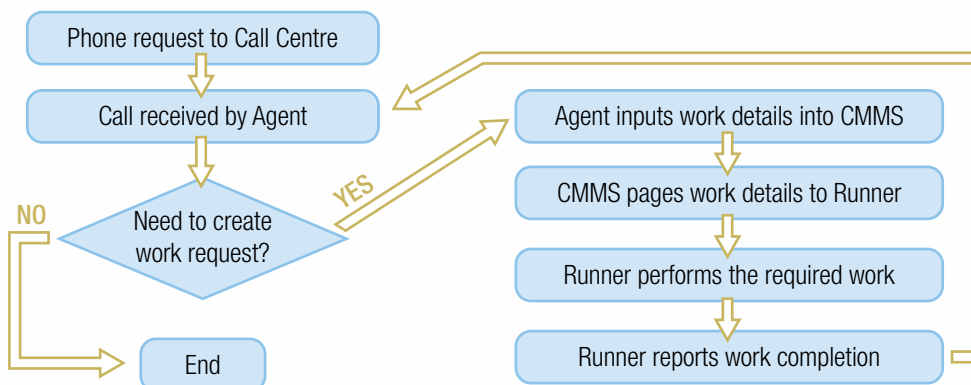 Phone request to Call Centre
Call received by Agent
Need to create
work request?
NO
YES
End
Agent inputs work details into CMMS
CMMS pages work details to Runner
Runner performs the required work
Runner reports work completion